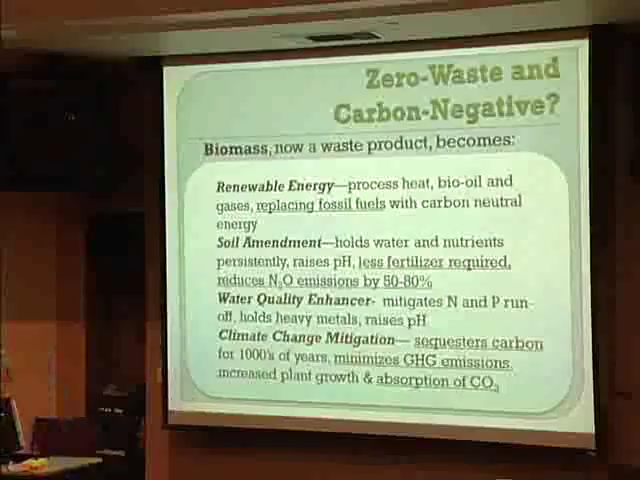 Zero-Waste and
Carbon-Negative?
Biomass, now a waste product, becomes:
Renewable Energy—process heat, bio-oil and
gases, replacing fossil fuels with carbon neutral
energy
Soil Amendment—holds water and nutrients
persistently, raises pH, less fertilizer required,
reduces N₂O emissions by 50-80%
Water Quality Enhancer- mitigates N and P run-
off, holds heavy metals, raises pH
Climate Change Mitigation— sequesters carbon
for 1000's of years, minimizes GHG emissions,
increased plant growth & absorption of CO₂